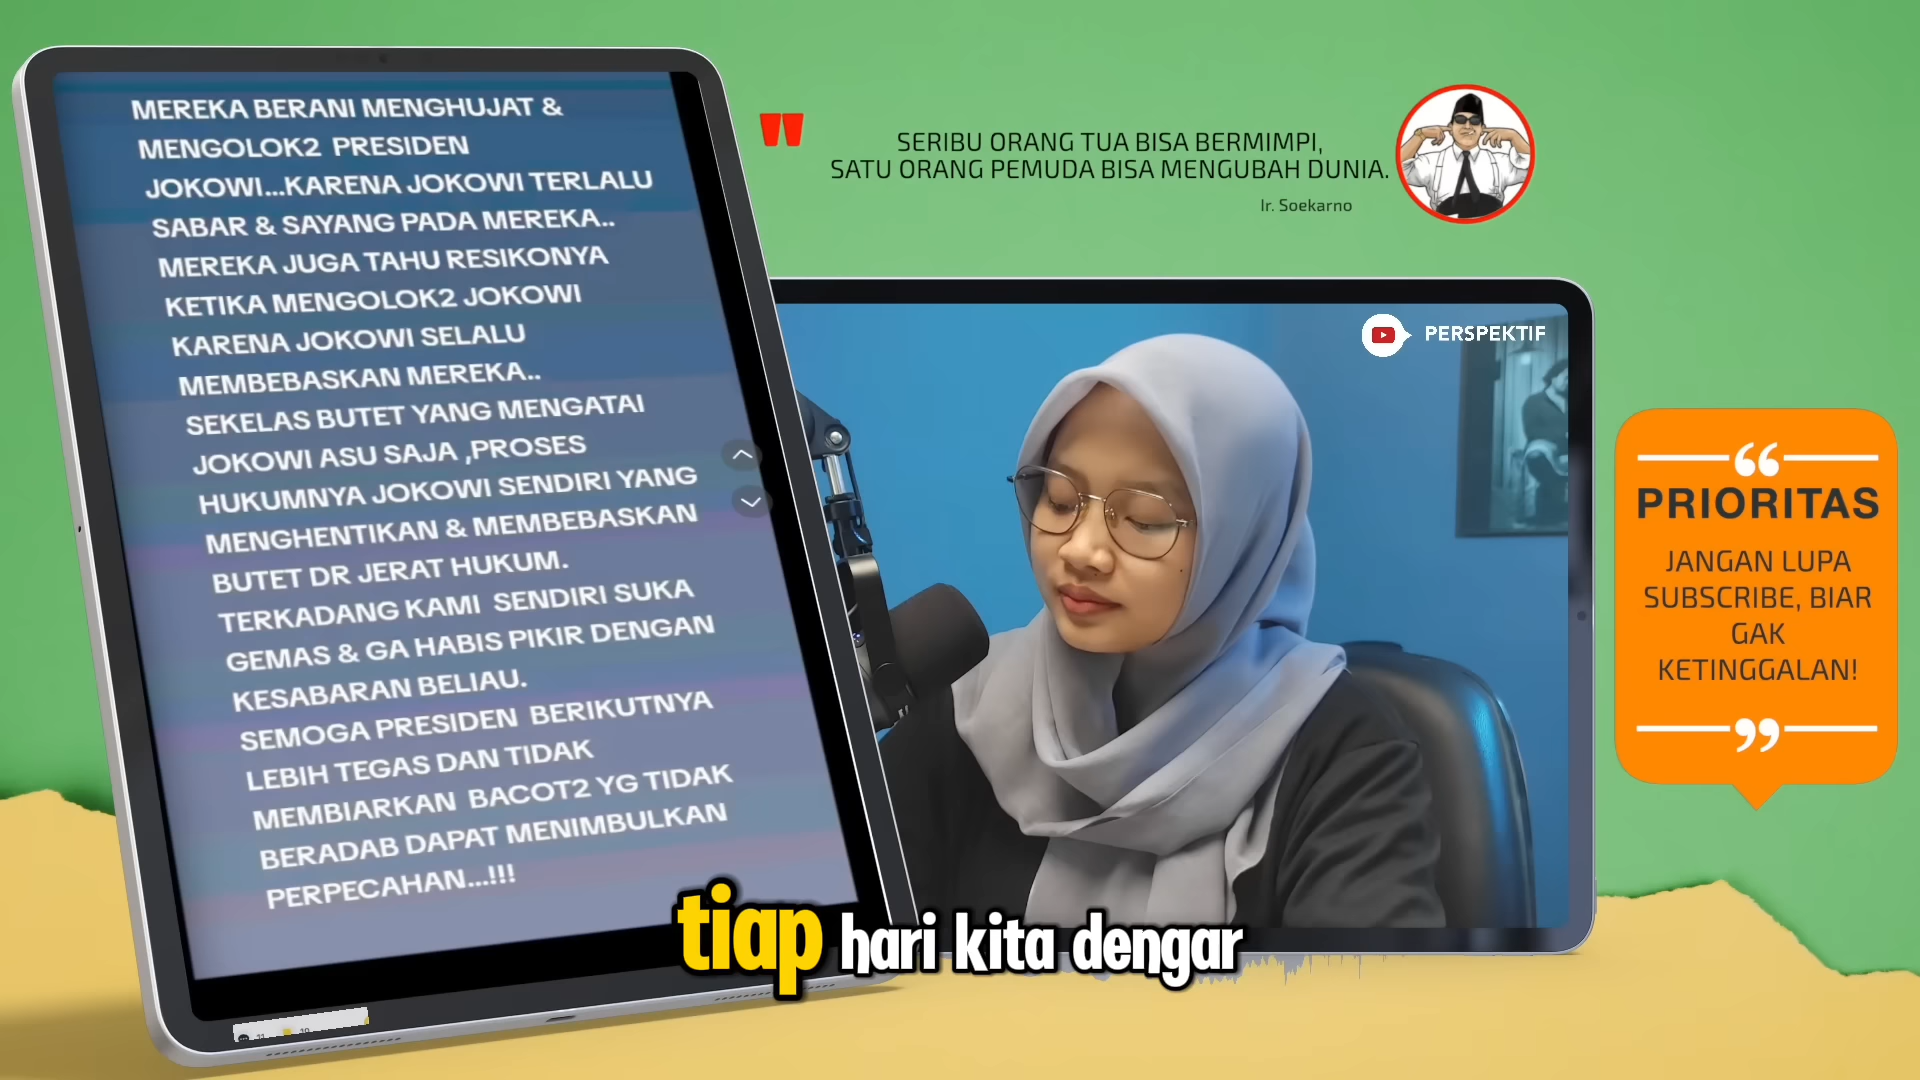 MEREKA BERANI MENGHUJAT &
MENGOLOK2 PRESIDEN
JOKOWI...KARENA JOKOWI TERLALU
SABAR & SAYANG PADA MEREKA..
MEREKA JUGA TAHU RESIKONYA
KETIKA MENGOLOK2 JOKOWI
KARENA JOKOWI SELALU
MEMBEBASKAN MEREKA..
SEKELAS BUTET YANG MENGATAI
JOKOWI ASU SAJA ,PROSES
HUKUMNYA JOKOWI SENDIRI YANG
MENGHENTIKAN & MEMBEBASKAN
BUTET DR JERAT HUKUM.
TERKADANG KAMI SENDIRI SUKA
GEMAS & GA HABIS PIKIR DENGAN
KESABARAN BELIAU.
SEMOGA PRESIDEN BERIKUTNYA
LEBIH TEGAS DAN TIDAK
MEMBIARKAN BACOT2 YG TIDAK
BERADAB DAPAT MENIMBULKAN
PERPECAHAN...!!!
" SERIBU ORANG TUA BISA BERMIMPI,
SATU ORANG PEMUDA BISA MENGUBAH DUNIA.
Ir. Soekarno
PERSPEKTIF
“
PRIORITAS
JANGAN LUPA
SUBSCRIBE, BIAR
GAK
KETINGGALAN!
”
tiap hari kita dengar